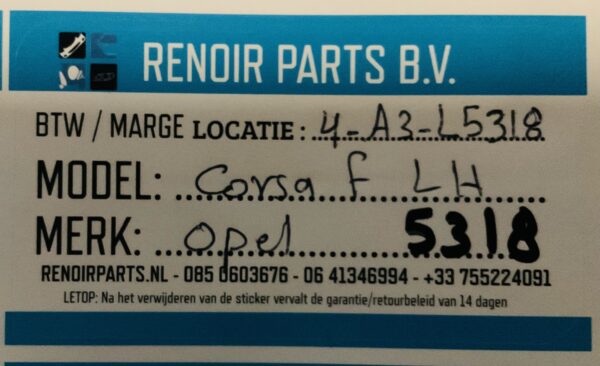 RENOIR PARTS B.V.
BTW / MARGE LOCATIE : 4-A3-L5318
MODEL: Corsa F LH
MERK: Opel 5318
RENOIRPARTS.NL - 085 0603676 - 06 41346994 - +33 755224091
LETOP: Na het verwijderen van de sticker vervalt de garantie/retourbeleid van 14 dagen